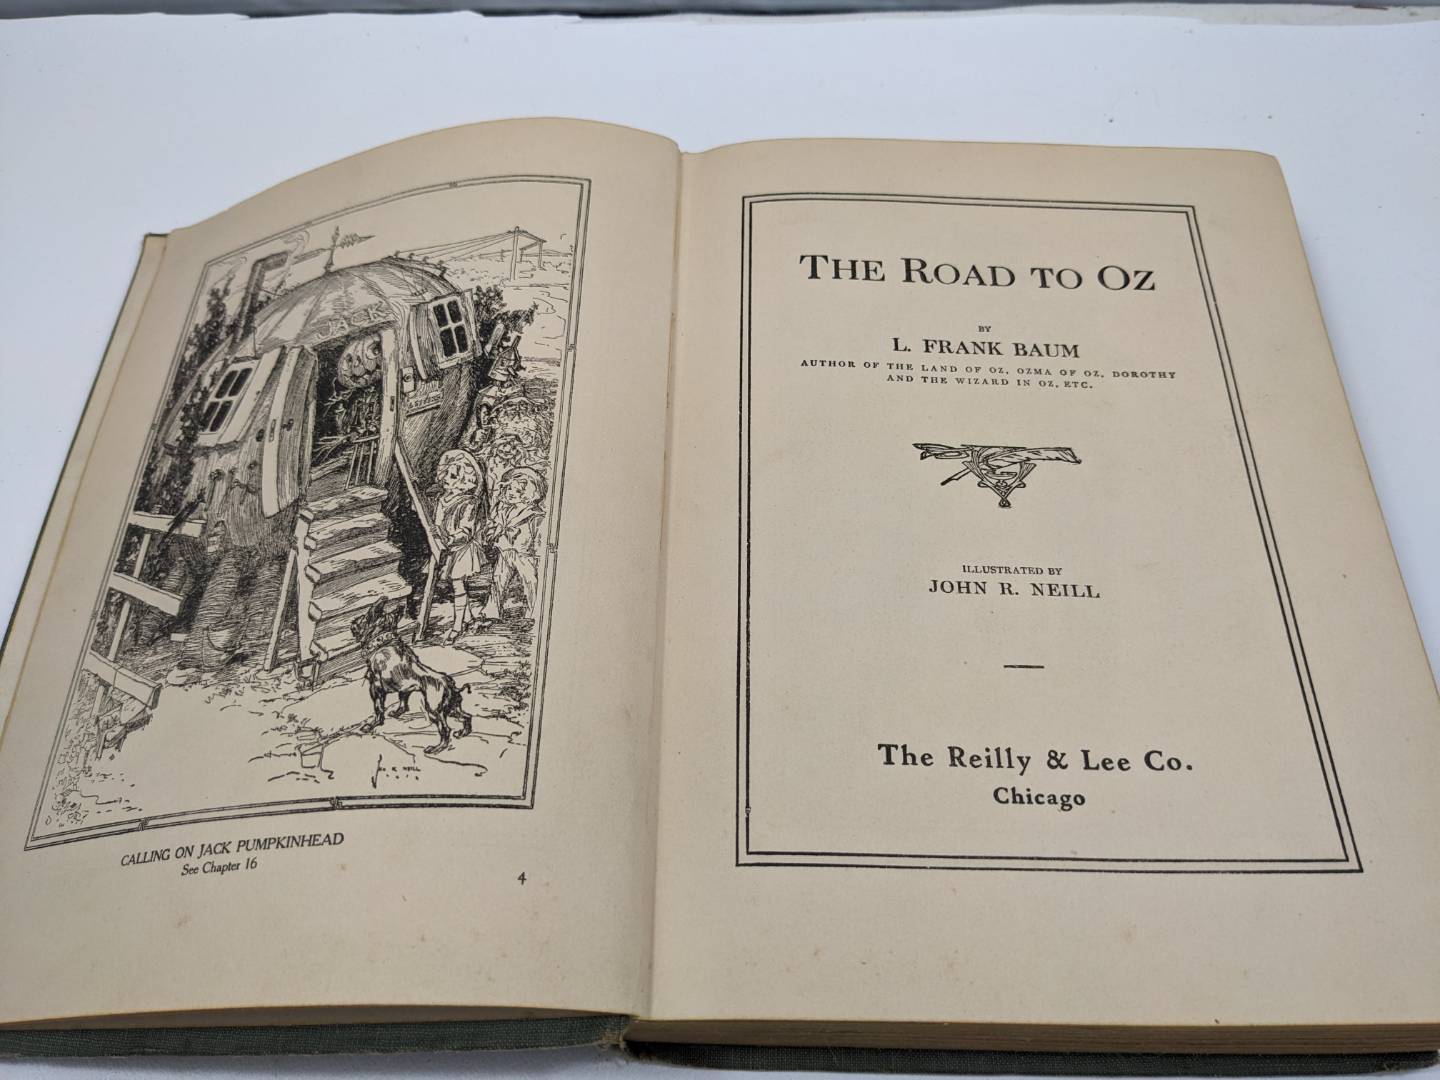 JACK
JNO R NEILL
CALLING ON JACK PUMPKINHEAD
See Chapter 16
4
THE ROAD TO OZ
BY
L. FRANK BAUM
AUTHOR OF THE LAND OF OZ, OZMA OF OZ, DOROTHY
AND THE WIZARD IN OZ, ETC.
ILLUSTRATED BY
JOHN R. NEILL
The Reilly & Lee Co.
Chicago